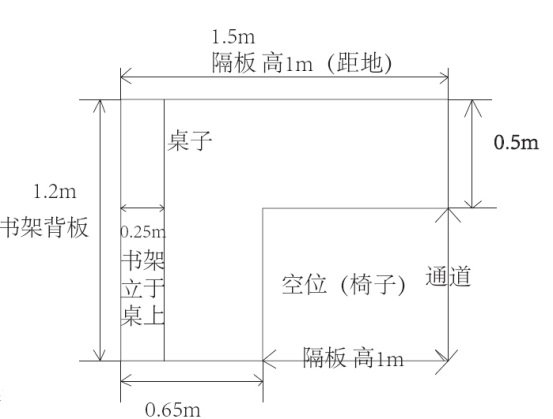 1.5m
隔板 高1m（距地）
桌子
0.5m
1.2m
书架背板
0.25m
书架
立于
桌上
空位（椅子）
通道
隔板 高1m
0.65m